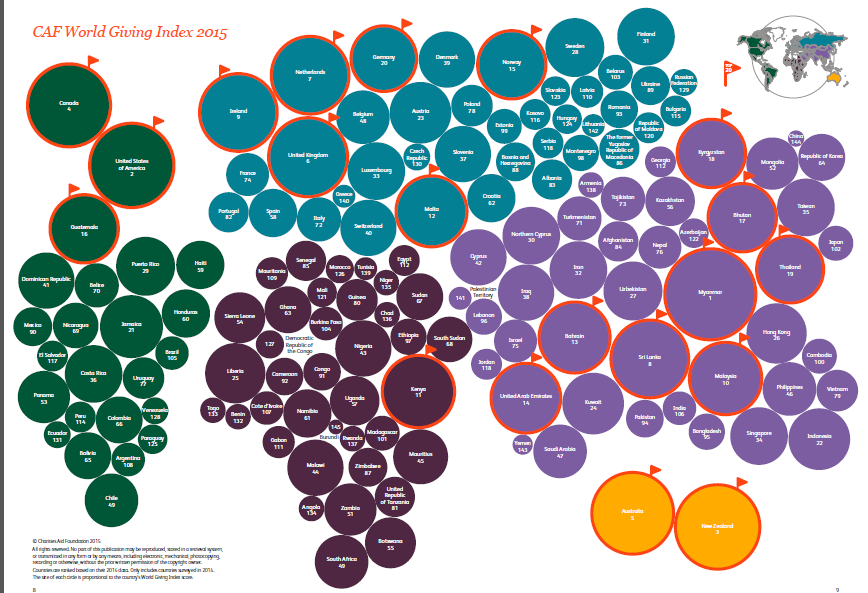 CAF World Giving Index 2015
Canada
4
United States
of America
2
Guatemala
16
Dominican Republic
41
Belize
70
Puerto Rico
29
Haiti
59
Mexico
90
Nicaragua
69
Jamaica
21
Honduras
60
El Salvador
117
Costa Rica
36
Brazil
105
Uruguay
77
Panama
53
Peru
114
Colombia
66
Venezuela
128
Ecuador
131
Paraguay
125
Bolivia
65
Argentina
108
Chile
49
Ireland
9
Netherlands
7
Germany
20
Denmark
39
Norway
15
Sweden
28
Finland
31
United Kingdom
6
Belgium
48
Austria
23
Poland
78
Slovakia
123
Latvia
110
Belarus
103
Ukraine
89
Russian
Federation
129
Estonia
99
Kosovo
116
Hungary
124
Lithuania
142
Romania
93
Bulgaria
115
Republic
of Moldova
120
France
74
Luxembourg
33
Czech
Republic
130
Slovenia
37
Bosnia and
Herzegovina
88
Serbia
118
Montenegro
98
The former
Yugoslav
Republic of
Macedonia
86
Portugal
82
Spain
58
Greece
140
Italy
72
Switzerland
40
Malta
12
Croatia
62
Albania
83
Mauritania
109
Senegal
85
Morocco
126
Tunisia
139
Egypt
112
Niger
135
Mali
121
Guinea
80
Sudan
67
Sierra Leone
54
Ghana
63
Burkina Faso
104
Chad
136
Ethiopia
97
South Sudan
68
127
Democratic
Republic of
the Congo
Nigeria
43
Liberia
25
Cameroon
92
Congo
91
Kenya
11
Togo
133
Benin
132
Cote d'Ivoire
107
Namibia
61
Uganda
57
Gabon
111
145
Burundi
Rwanda
137
Madagascar
101
Malawi
44
Zimbabwe
87
Mauritius
45
Angola
134
Zambia
51
United
Republic
of Tanzania
81
Botswana
55
South Africa
49
Georgia
112
Kyrgyzstan
18
Mongolia
52
China
144
Republic of Korea
64
Armenia
138
Tajikistan
73
Kazakhstan
56
Bhutan
17
Taiwan
35
Turkmenistan
71
Northern Cyprus
30
Afghanistan
84
Nepal
76
Azerbaijan
122
Japan
102
Cyprus
42
Iran
32
Thailand
19
141
Palestinian
Territory
Iraq
38
Uzbekistan
27
Myanmar
1
Lebanon
96
Israel
75
Bahrain
13
Sri Lanka
8
Hong Kong
26
Jordan
118
Malaysia
10
Cambodia
100
United Arab Emirates
14
Kuwait
24
Pakistan
94
India
106
Philippines
46
Vietnam
79
Yemen
143
Saudi Arabia
47
Bangladesh
95
Singapore
34
Indonesia
22
Australia
5
New Zealand
3
© Charities Aid Foundation 2015
All rights reserved. No part of this publication may be reproduced, stored in a retrieval system,
or transmitted in any form or by any means, including electronic, mechanical, photocopying,
recording or otherwise, without the prior written permission of the copyright owner.
Countries are ranked based on their 2014 data. Only includes countries surveyed in 2014.
The size of each circle is proportional to the country's World Giving Index score.
8
9